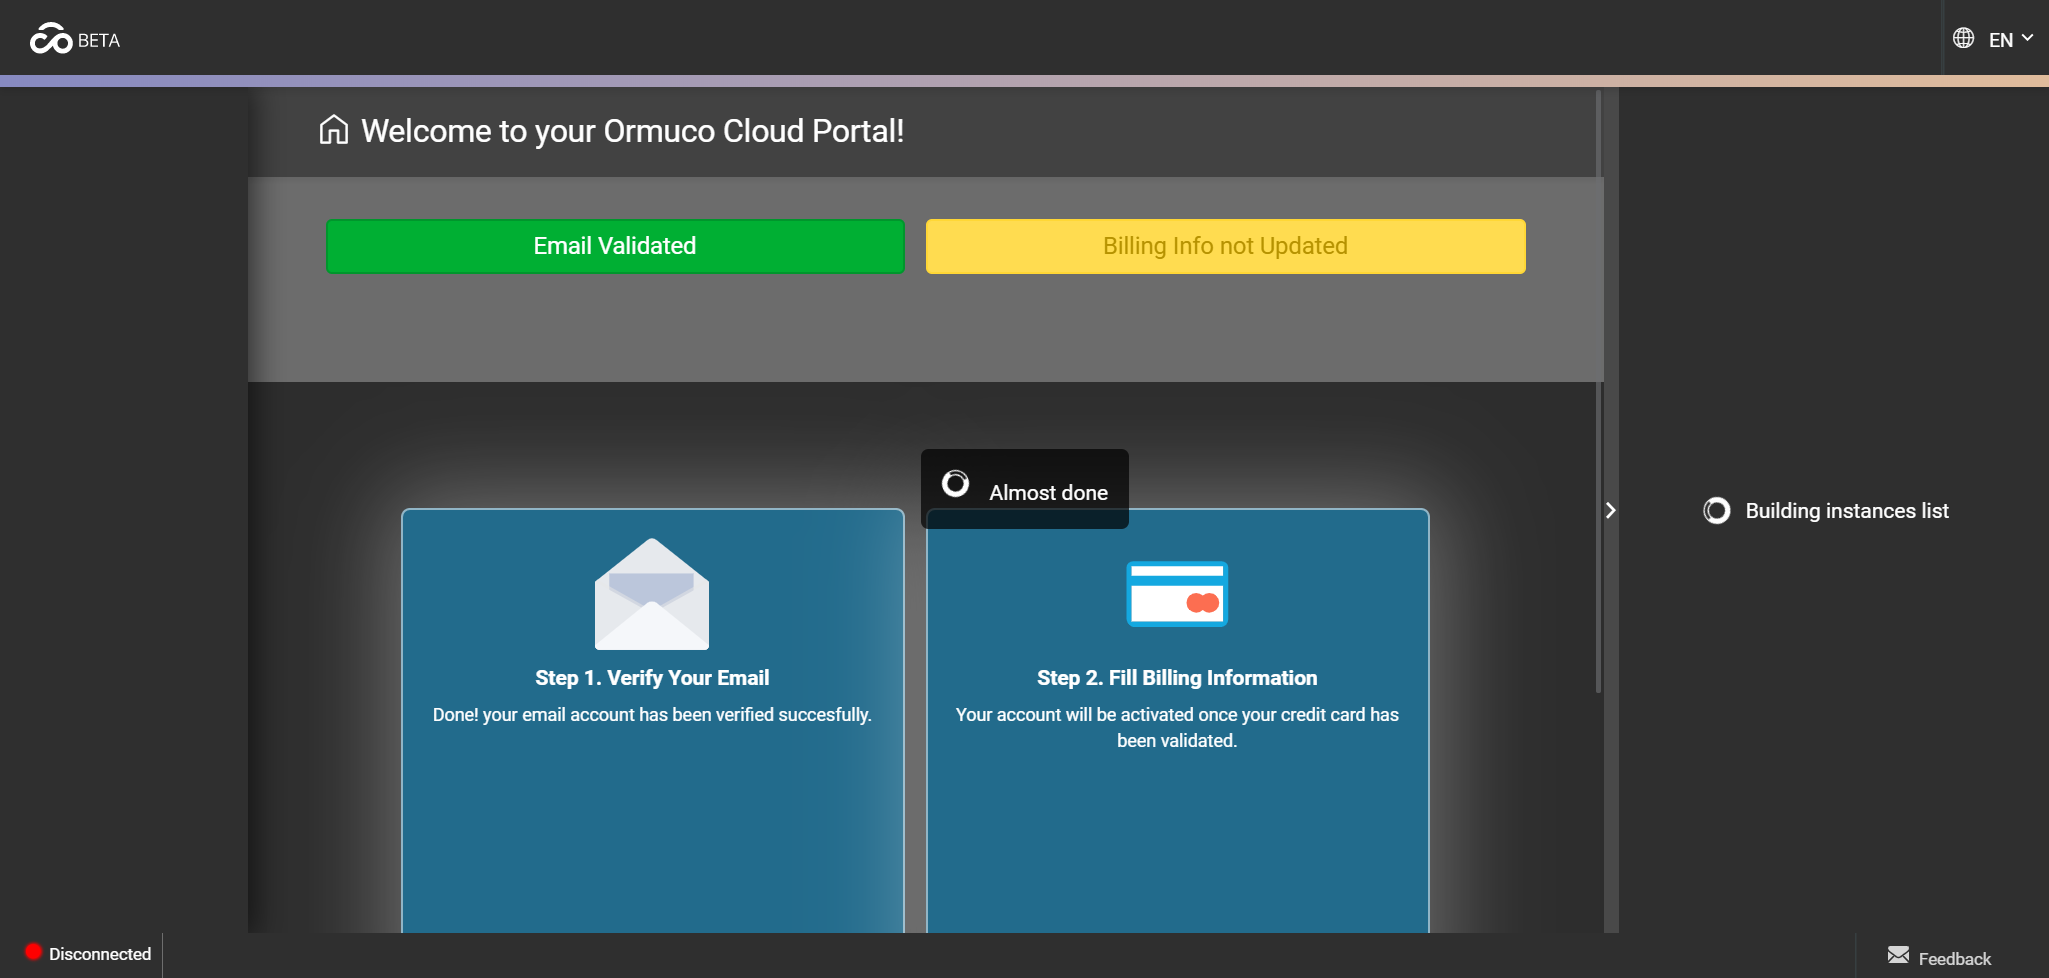 BETA
EN
Welcome to your Ormuco Cloud Portal!
Email Validated
Billing Info not Updated
Almost done
Building instances list
Step 1. Verify Your Email
Done! your email account has been verified succesfully.
Step 2. Fill Billing Information
Your account will be activated once your credit card has
been validated.
Disconnected
Feedback